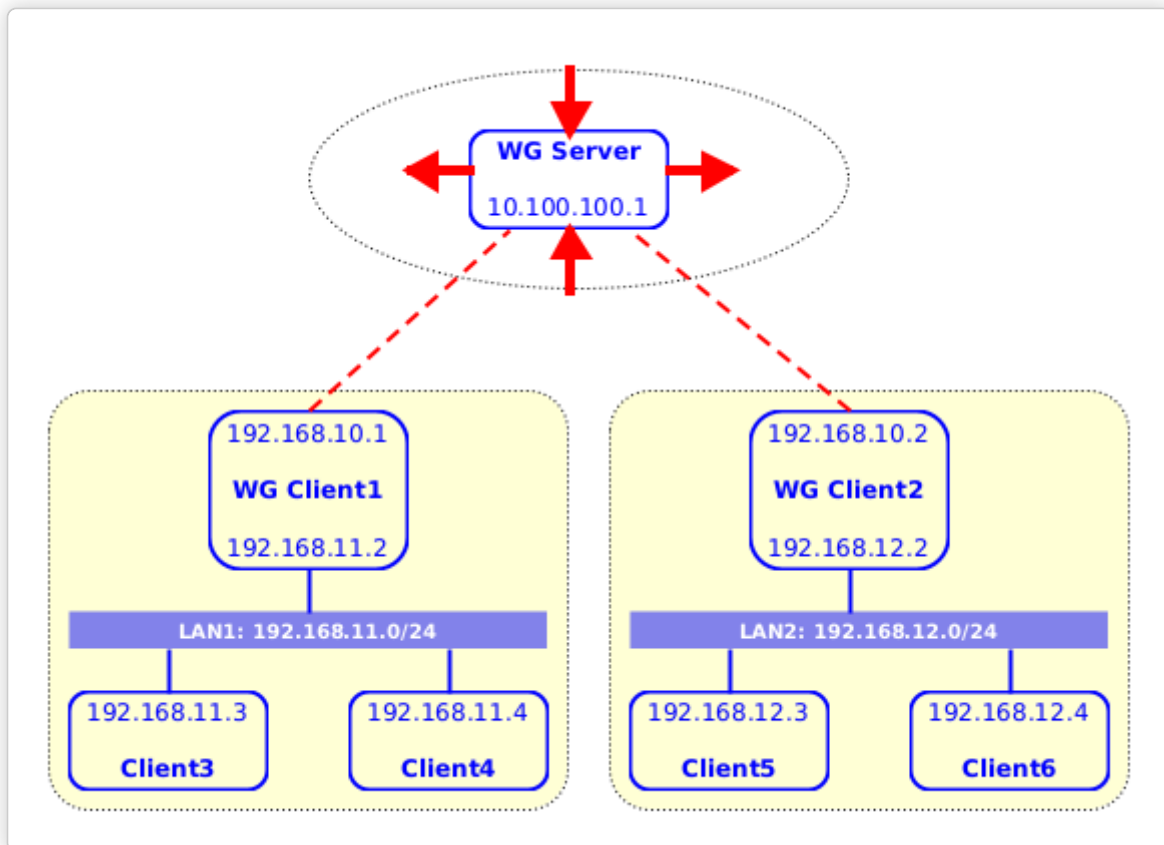 WG Server
10.100.100.1
192.168.10.1
WG Client1
192.168.11.2
192.168.10.2
WG Client2
192.168.12.2
LAN1: 192.168.11.0/24
LAN2: 192.168.12.0/24
192.168.11.3
Client3
192.168.11.4
Client4
192.168.12.3
Client5
192.168.12.4
Client6